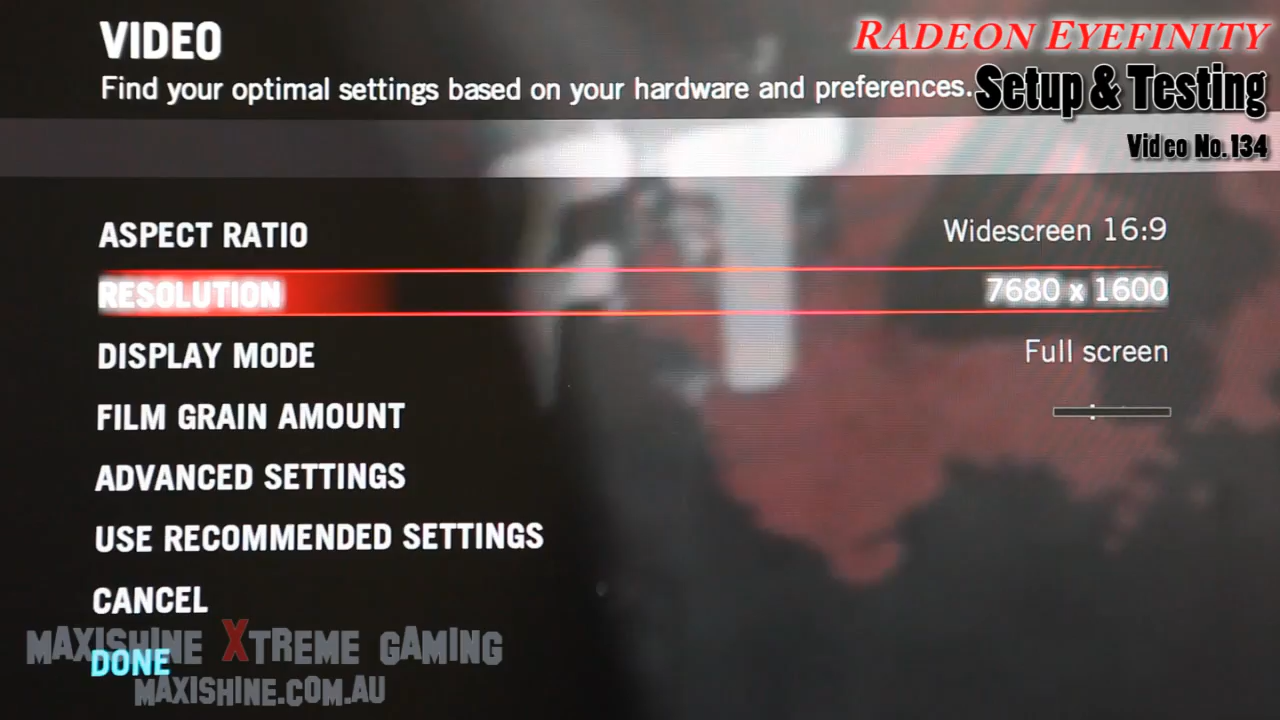 VIDEO
RADEON EYEFINITY
Find your optimal settings based on your hardware and preferences.
Setup & Testing
Video No. 134
ASPECT RATIO Widescreen 16:9
RESOLUTION 7680 x 1600
DISPLAY MODE Full screen
FILM GRAIN AMOUNT
ADVANCED SETTINGS
USE RECOMMENDED SETTINGS
CANCEL
MAXISHINE XTREME GAMING
DONE
MAXISHINE.COM.AU